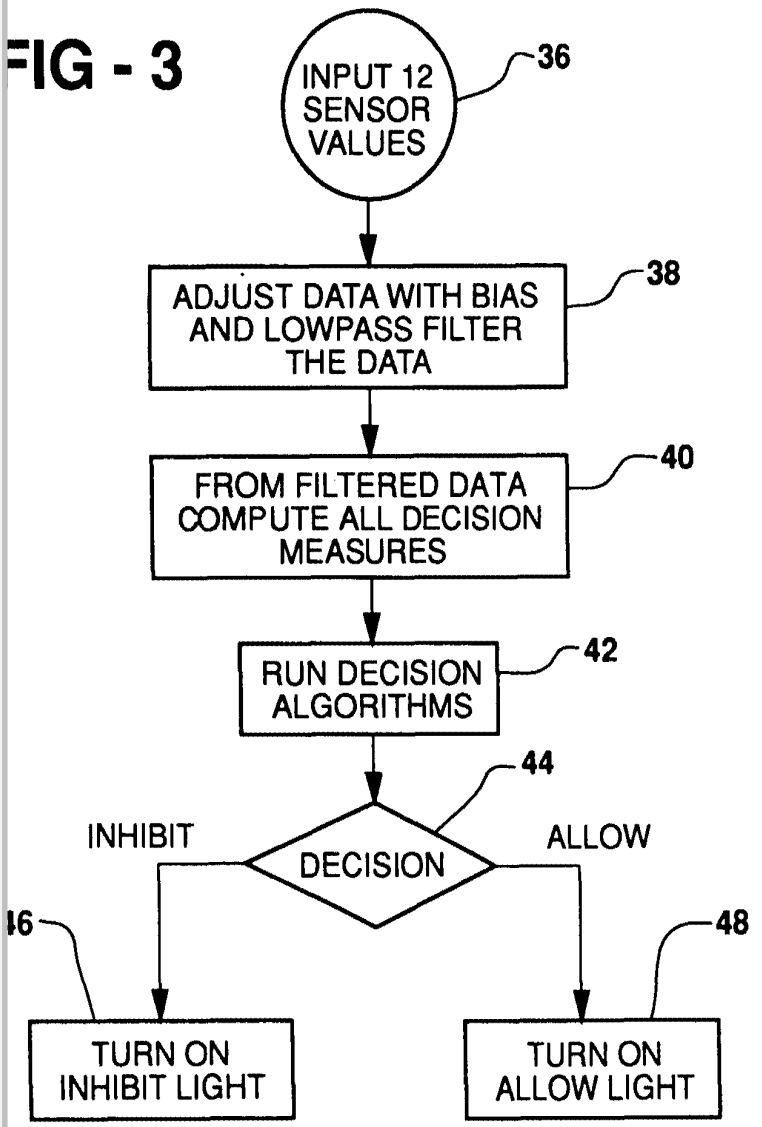 FIG - 3
INPUT 12
SENSOR
VALUES
36
ADJUST DATA WITH BIAS
AND LOWPASS FILTER
THE DATA
38
FROM FILTERED DATA
COMPUTE ALL DECISION
MEASURES
40
RUN DECISION
ALGORITHMS
42
44
INHIBIT
DECISION
ALLOW
46
48
TURN ON
INHIBIT LIGHT
TURN ON
ALLOW LIGHT